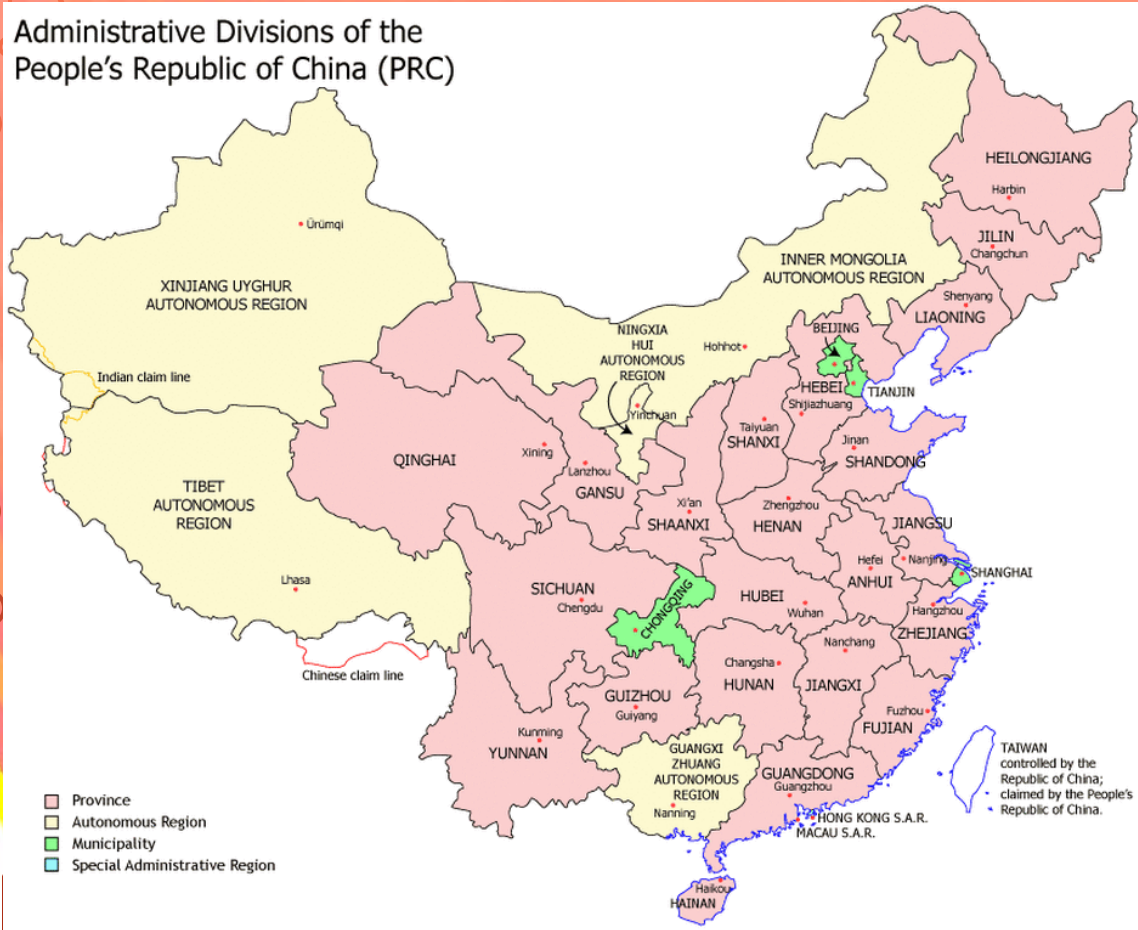 Administrative Divisions of the
People's Republic of China (PRC)
HEILONGJIANG
Harbin
JILIN
Changchun
Ürümqi
XINJIANG UYGHUR
AUTONOMOUS REGION
INNER MONGOLIA
AUTONOMOUS REGION
Shenyang
LIAONING
NINGXIA
HUI
AUTONOMOUS
REGION
Hohhot
BEIJING
Indian claim line
HEBEI
TIANJIN
Shijiazhuang
Yinchuan
Taiyuan
SHANXI
Jinan
SHANDONG
QINGHAI
Xining
Lanzhou
GANSU
TIBET
AUTONOMOUS
REGION
Xi'an
SHAANXI
Zhengzhou
HENAN
JIANGSU
Hefei
Nanjing
ANHUI
SHANGHAI
Lhasa
SICHUAN
Chengdu
CHONGQING
HUBEI
Wuhan
Hangzhou
ZHEJIANG
Nanchang
Chinese claim line
Changsha
HUNAN
JIANGXI
GUIZHOU
Guiyang
Fuzhou
FUJIAN
Kunming
YUNNAN
GUANGXI
ZHUANG
AUTONOMOUS
REGION
Nanning
GUANGDONG
Guangzhou
TAIWAN
controlled by the
Republic of China;
claimed by the People's
Republic of China.
HONG KONG S.A.R.
MACAU S.A.R.
Province
Autonomous Region
Municipality
Special Administrative Region
Haikou
HAINAN